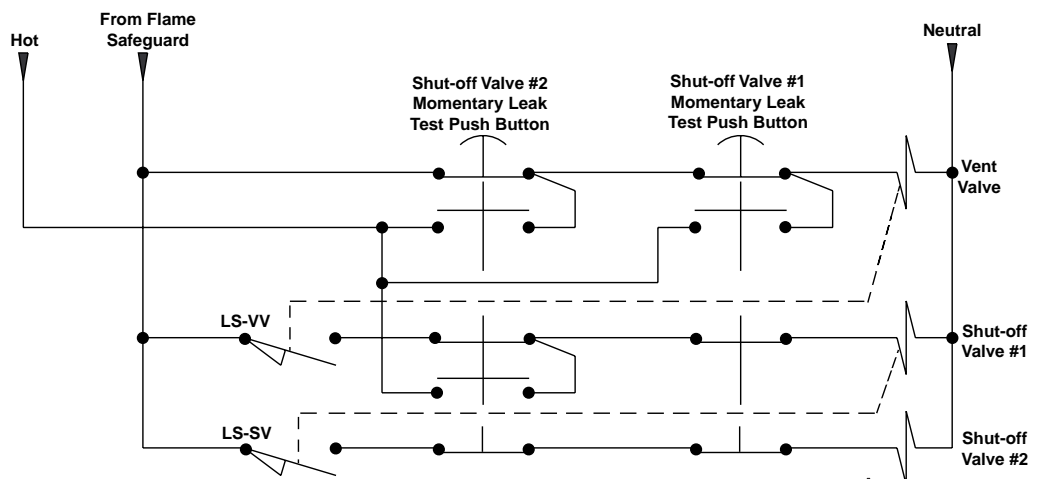 Hot
From Flame
Safeguard
Neutral
Shut-off Valve #2
Momentary Leak
Test Push Button
Shut-off Valve #1
Momentary Leak
Test Push Button
Vent
Valve
LS-VV
Shut-off
Valve #1
LS-SV
Shut-off
Valve #2